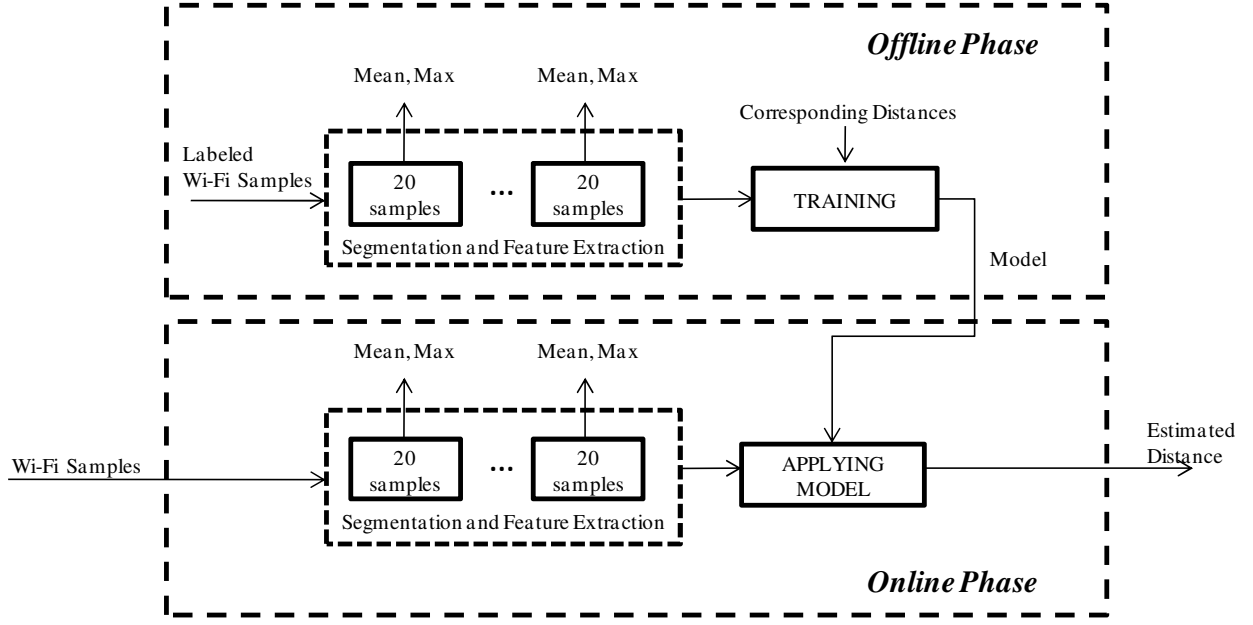 Offline Phase
Mean, Max
Mean, Max
Corresponding Distances
Labeled
Wi-Fi Samples
20
samples
...
20
samples
TRAINING
Segmentation and Feature Extraction
Model
Mean, Max
Mean, Max
Wi-Fi Samples
20
samples
...
20
samples
APPLYING
MODEL
Estimated
Distance
Segmentation and Feature Extraction
Online Phase